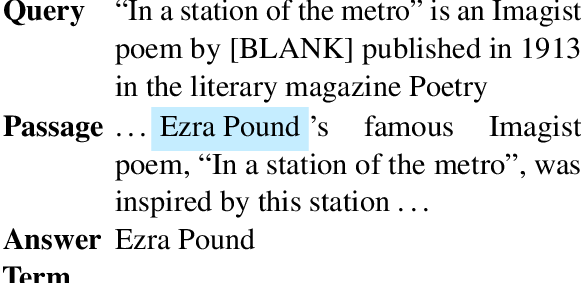 Query “In a station of the metro” is an Imagist
poem by [BLANK] published in 1913
in the literary magazine Poetry
Passage ... Ezra Pound ’s famous Imagist
poem, “In a station of the metro”, was
inspired by this station ...
Answer Ezra Pound
Term